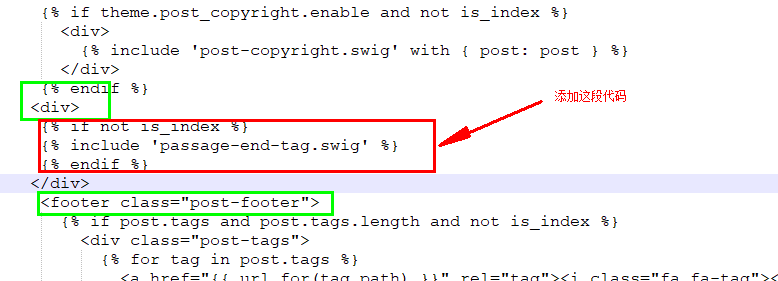 {% if theme.post_copyright.enable and not is_index %}
<div>
{% include 'post-copyright.swig' with { post: post } %}
</div>
{% endif %}
<div>
添加这段代码
{% if not is_index %}
{% include 'passage-end-tag.swig' %}
{% endif %}
</div>
<footer class="post-footer">
{% if post.tags and post.tags.length and not is_index %}
<div class="post-tags">
{% for tag in post.tags %}
<a href="{{ url_for(tag.path) }}" rel="tag"><i class="fa fa-tag"><